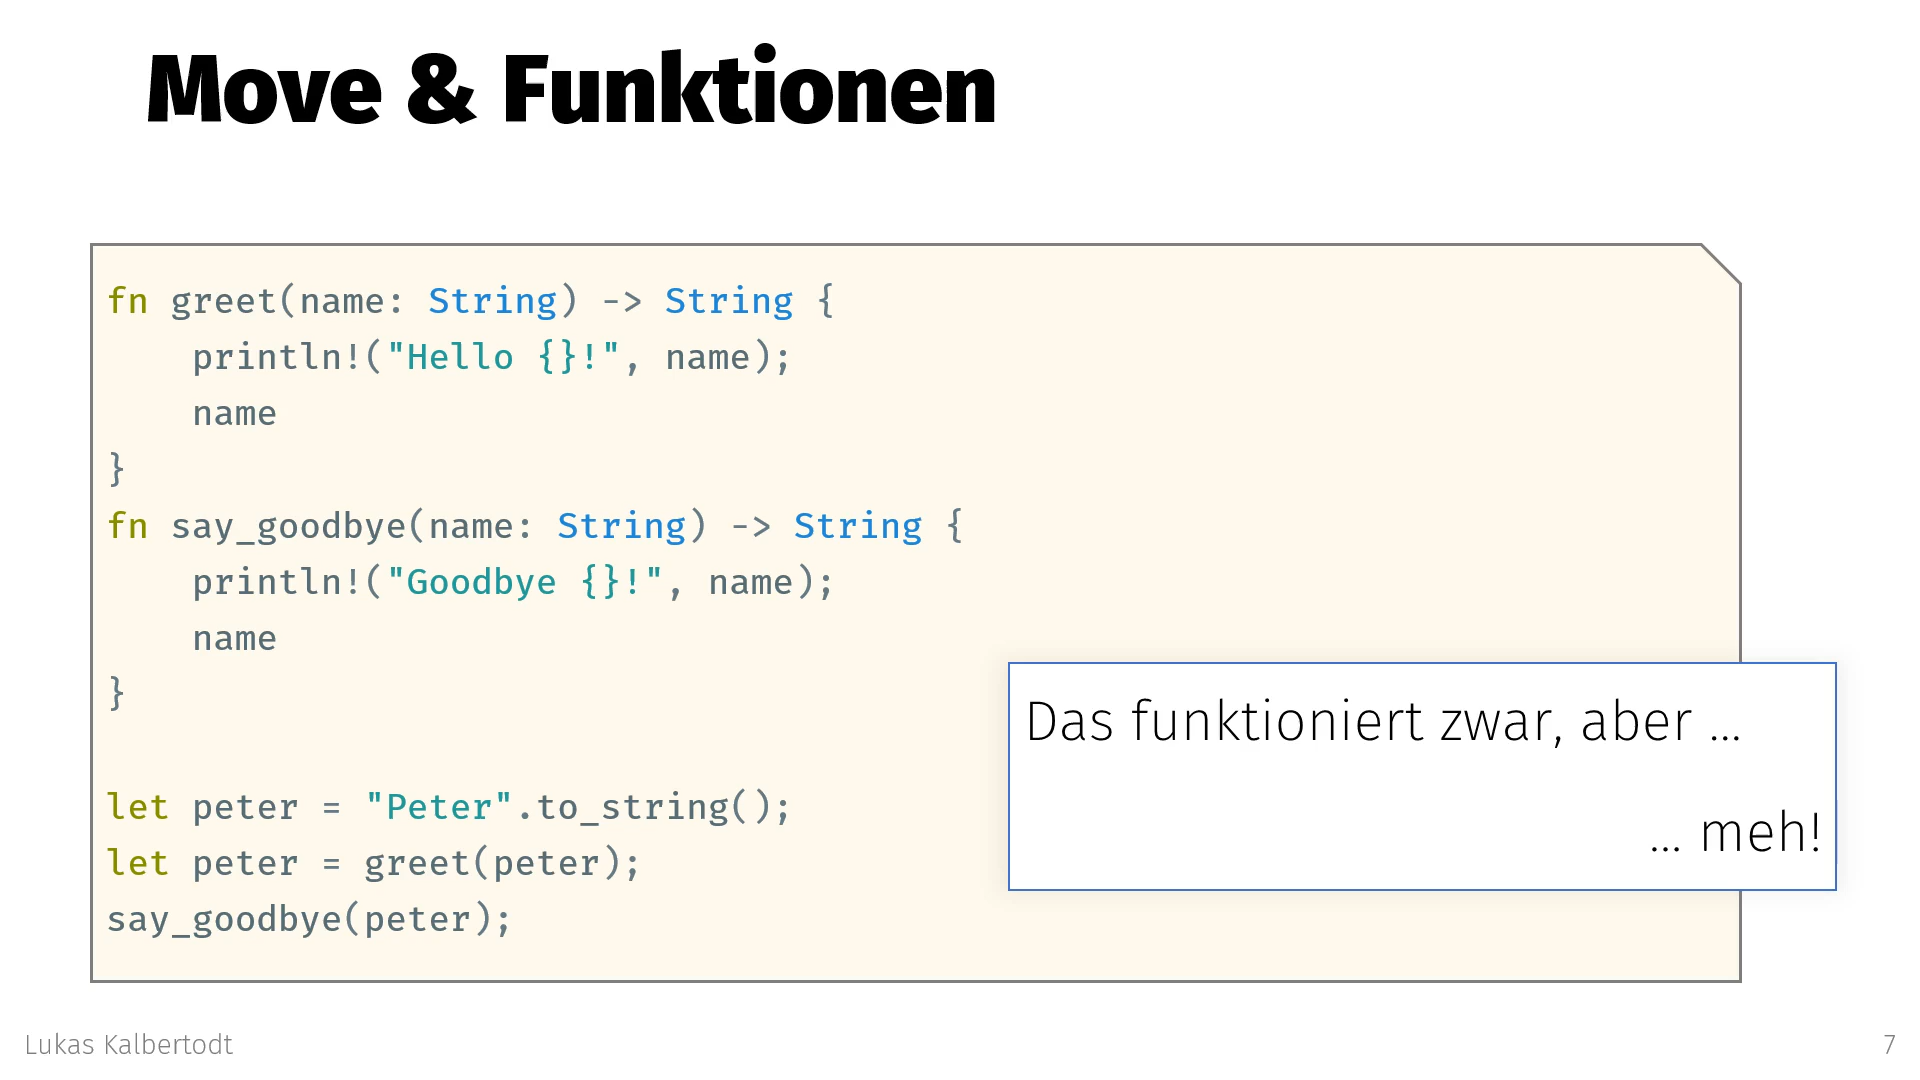 Move & Funktionen
fn greet(name: String) -> String {
    println!("Hello {}!", name);
    name
}
fn say_goodbye(name: String) -> String {
    println!("Goodbye {}!", name);
    name
}
let peter = "Peter".to_string();
let peter = greet(peter);
say_goodbye(peter);
Das funktioniert zwar, aber ...
... meh!
Lukas Kalbertodt
7